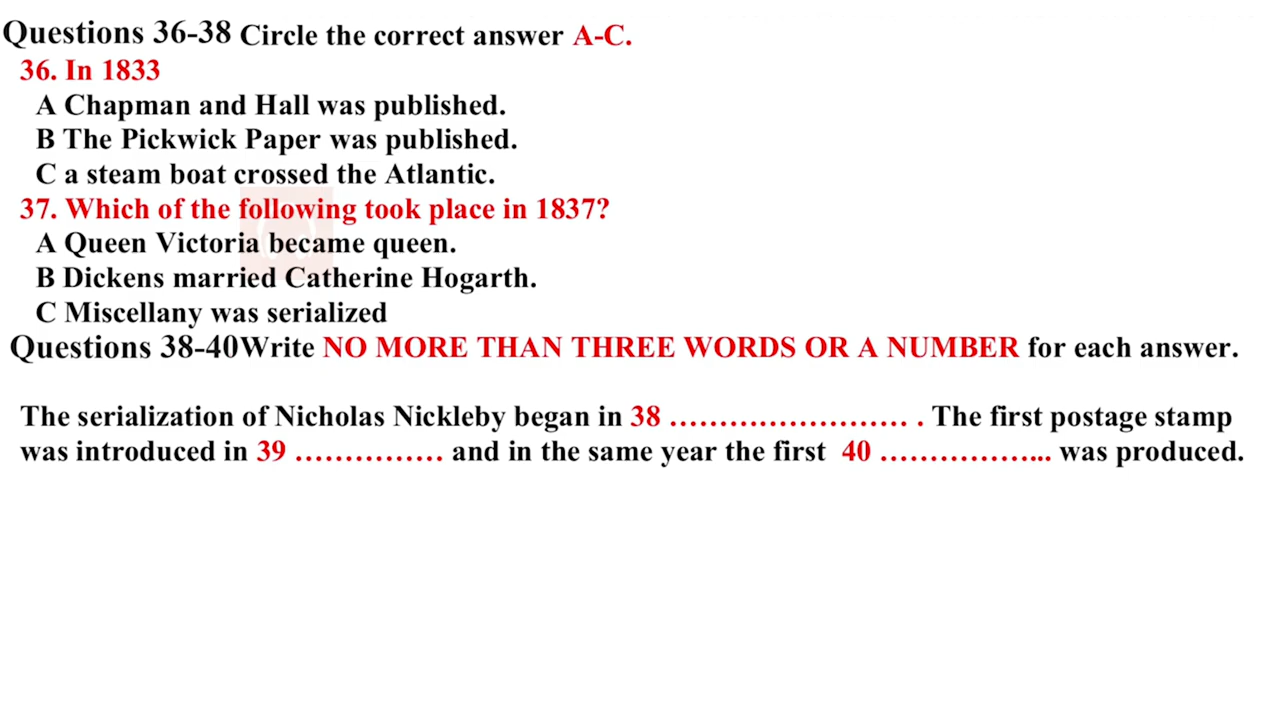 Questions 36-38 Circle the correct answer A-C.
36. In 1833
A Chapman and Hall was published.
B The Pickwick Paper was published.
C a steam boat crossed the Atlantic.
37. Which of the following took place in 1837?
A Queen Victoria became queen.
B Dickens married Catherine Hogarth.
C Miscellany was serialized
Questions 38-40Write NO MORE THAN THREE WORDS OR A NUMBER for each answer.
The serialization of Nicholas Nickleby began in 38 …………………… . The first postage stamp
was introduced in 39 …………… and in the same year the first 40 ……………... was produced.